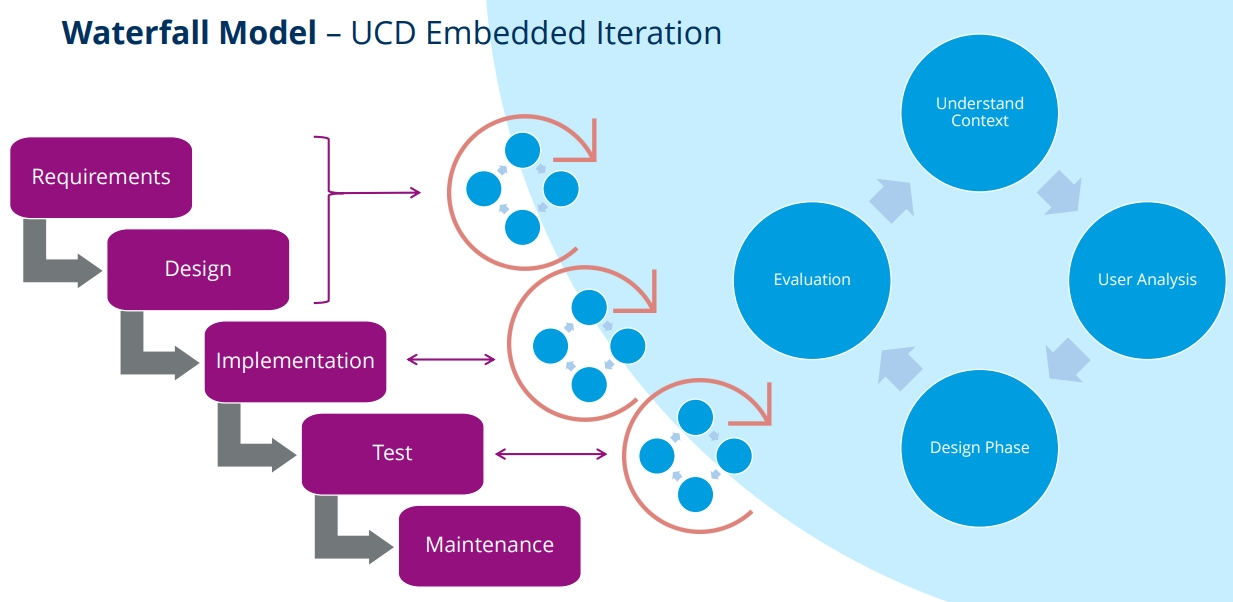 Waterfall Model – UCD Embedded Iteration
Requirements
Design
Implementation
Test
Maintenance
Understand
Context
User Analysis
Design Phase
Evaluation